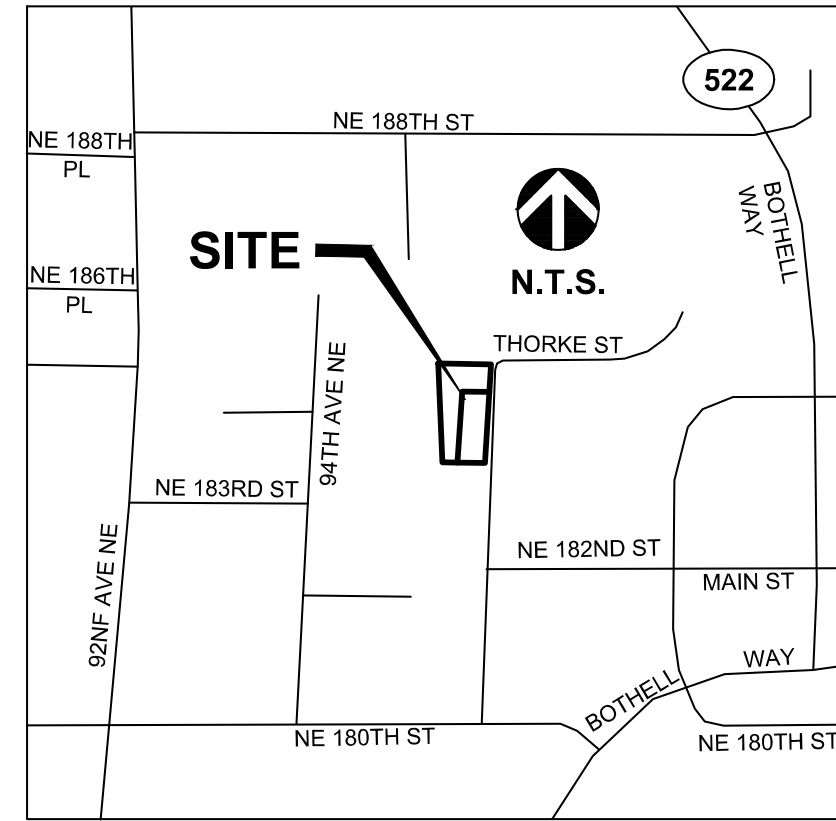 522
NE 188TH ST
NE 188TH
PL
BOTHELL
WAY
SITE
NE 186TH
PL
N.T.S.
THORKE ST
94TH AVE NE
NE 183RD ST
92NF AVE NE
NE 182ND ST
MAIN ST
WAY
BOTHELL
NE 180TH ST
NE 180TH ST